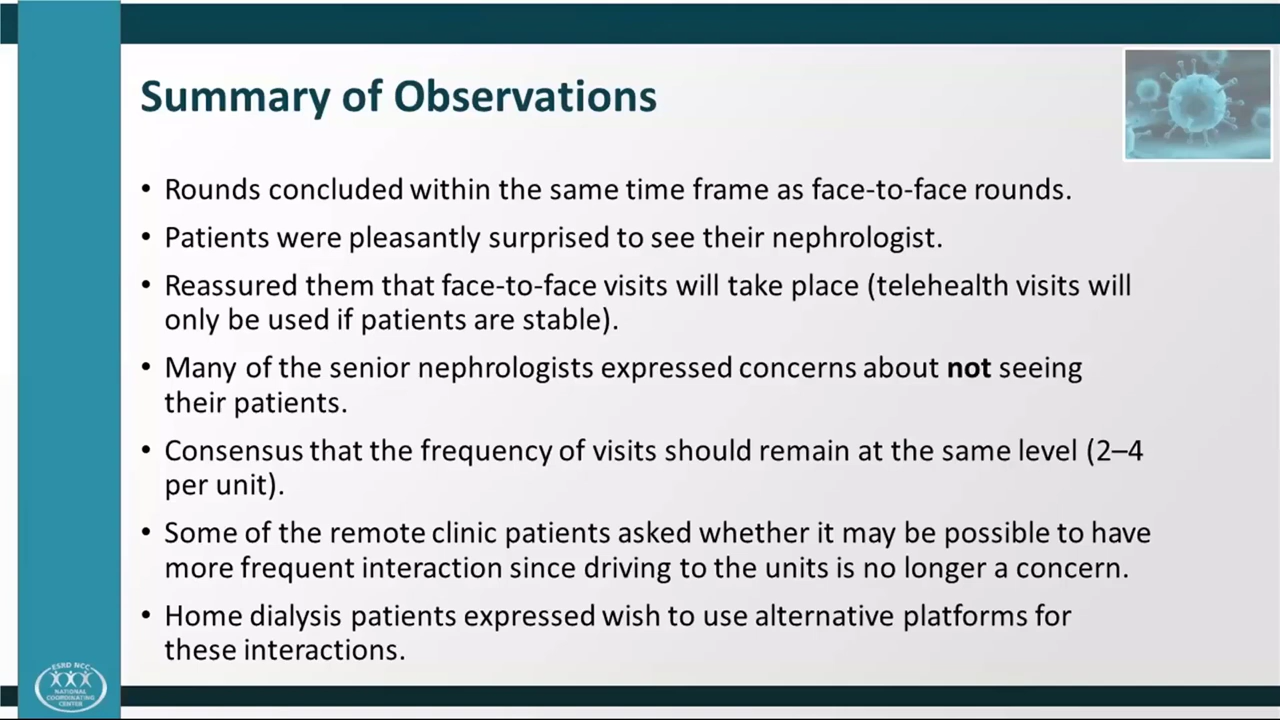 Summary of Observations
• Rounds concluded within the same time frame as face-to-face rounds.
• Patients were pleasantly surprised to see their nephrologist.
• Reassured them that face-to-face visits will take place (telehealth visits will
only be used if patients are stable).
• Many of the senior nephrologists expressed concerns about not seeing
their patients.
• Consensus that the frequency of visits should remain at the same level (2–4
per unit).
• Some of the remote clinic patients asked whether it may be possible to have
more frequent interaction since driving to the units is no longer a concern.
• Home dialysis patients expressed wish to use alternative platforms for
these interactions.
ESRD NCC
NATIONAL
COORDINATING
CENTER